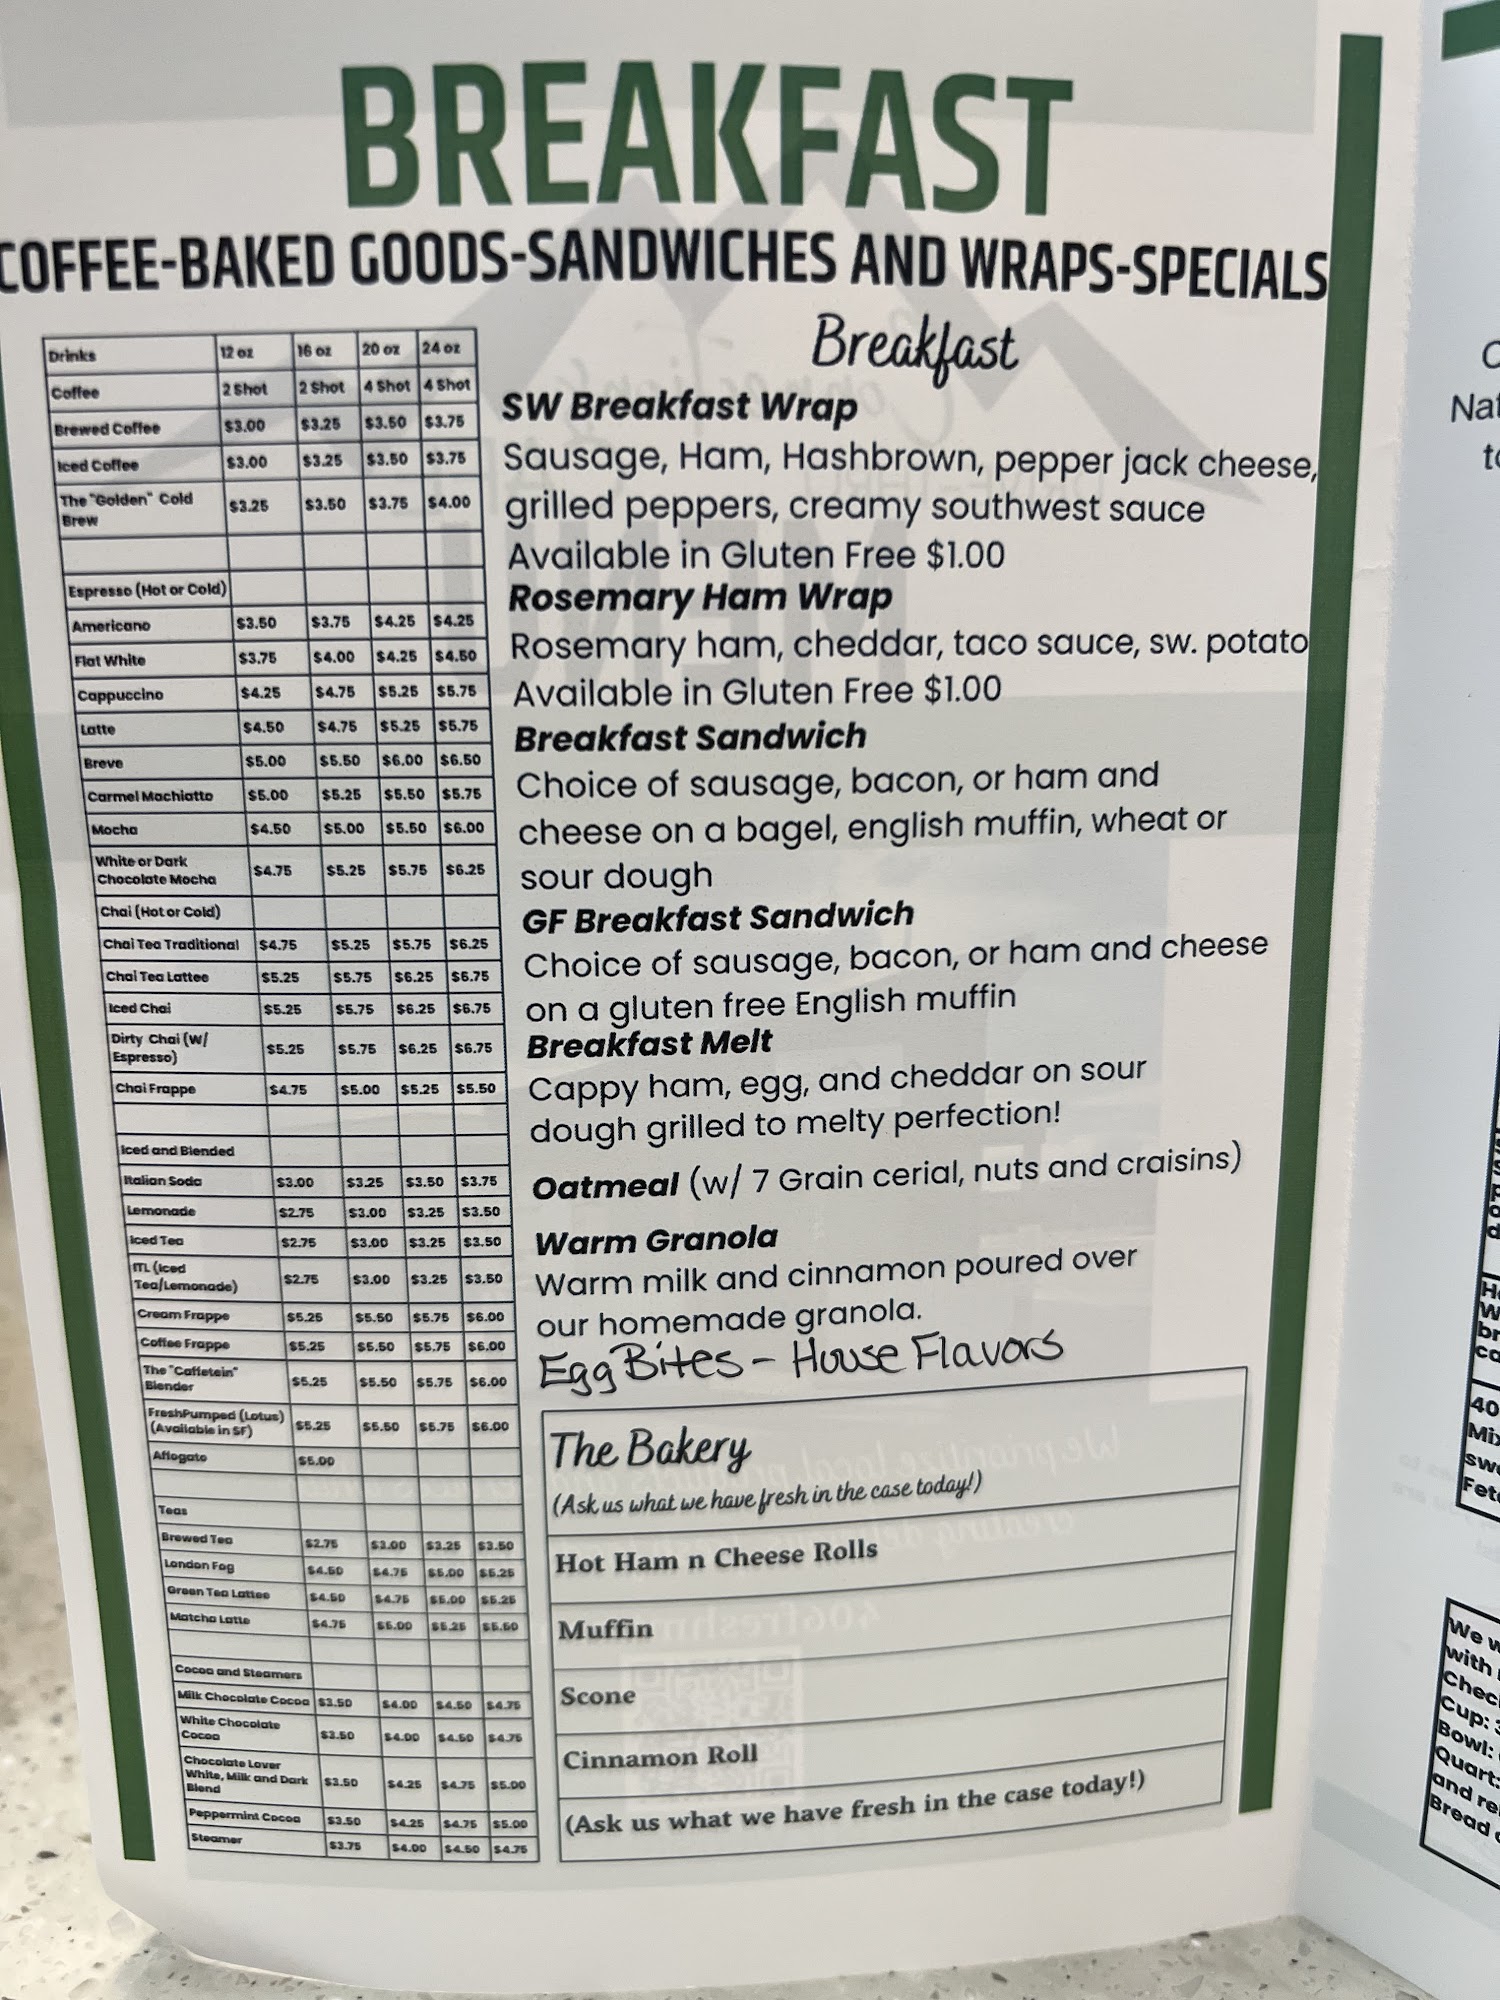 BREAKFAST
COFFEE-BAKED GOODS-SANDWICHES AND WRAPS-SPECIALS
Drinks 12 oz 16 oz 20 oz 24 oz
Coffee 2 Shot 2 Shot 4 Shot 4 Shot
Brewed Coffee $3.00 $3.25 $3.50 $3.75
Iced Coffee $3.00 $3.25 $3.50 $3.75
The "Golden" Cold
Brew $3.25 $3.50 $3.75 $4.00
Espresso (Hot or Cold)
Americano $3.50 $3.75 $4.25 $4.25
Flat White $3.75 $4.00 $4.25 $4.50
Cappuccino $4.25 $4.75 $5.25 $5.75
Latte $4.50 $4.75 $5.25 $5.75
Breve $5.00 $5.50 $6.00 $6.50
Carmel Machiatto $5.00 $5.25 $5.50 $5.75
Mocha $4.50 $5.00 $5.50 $6.00
White or Dark
Chocolate Mocha $4.75 $5.25 $5.75 $6.25
Chai (Hot or Cold)
Chai Tea Traditional $4.75 $5.25 $5.75 $6.25
Chai Tea Lattee $5.25 $5.75 $6.25 $6.75
Iced Chai $5.25 $5.75 $6.25 $6.75
Dirty Chai (W/
Espresso) $5.25 $5.75 $6.25 $6.75
Chai Frappe $4.75 $5.00 $5.25 $5.50
Iced and Blended
Italian Soda $3.00 $3.25 $3.50 $3.75
Lemonade $2.75 $3.00 $3.25 $3.50
Iced Tea $2.75 $3.00 $3.25 $3.50
ITL (Iced
Tea/Lemonade) $2.75 $3.00 $3.25 $3.50
Cream Frappe $5.25 $5.50 $5.75 $6.00
Coffee Frappe $5.25 $5.50 $5.75 $6.00
The "Caffetein"
Blender $5.25 $5.50 $5.75 $6.00
FreshPumped (Lotus)
(Available in SF) $5.25 $5.50 $5.75 $6.00
Affogato $5.00
Teas
Brewed Tea $2.75 $3.00 $3.25 $3.50
London Fog $4.50 $4.75 $5.00 $5.25
Green Tea Lattee $4.50 $4.75 $5.00 $5.25
Matcha Latte $4.75 $5.00 $5.25 $5.50
Cocoa and Steamers
Milk Chocolate Cocoa $3.50 $4.00 $4.50 $4.75
White Chocolate
Cocoa $3.50 $4.00 $4.50 $4.75
Chocolate Lover
White, Milk and Dark
Blend $3.50 $4.25 $4.75 $5.00
Peppermint Cocoa $3.50 $4.25 $4.75 $5.00
Steamer $3.75 $4.00 $4.50 $4.75
Breakfast
SW Breakfast Wrap
Sausage, Ham, Hashbrown, pepper jack cheese,
grilled peppers, creamy southwest sauce
Available in Gluten Free $1.00
Rosemary Ham Wrap
Rosemary ham, cheddar, taco sauce, sw. potato
Available in Gluten Free $1.00
Breakfast Sandwich
Choice of sausage, bacon, or ham and
cheese on a bagel, english muffin, wheat or
sour dough
GF Breakfast Sandwich
Choice of sausage, bacon, or ham and cheese
on a gluten free English muffin
Breakfast Melt
Cappy ham, egg, and cheddar on sour
dough grilled to melty perfection!
Oatmeal (w/ 7 Grain cerial, nuts and craisins)
Warm Granola
Warm milk and cinnamon poured over
our homemade granola.
Egg Bites - House Flavors
The Bakery
(Ask us what we have fresh in the case today!)
Hot Ham n Cheese Rolls
Muffin
Scone
Cinnamon Roll
(Ask us what we have fresh in the case today!)
We w
with
Chec
Cup: 3
Bowl:
Quart:
and re
Bread